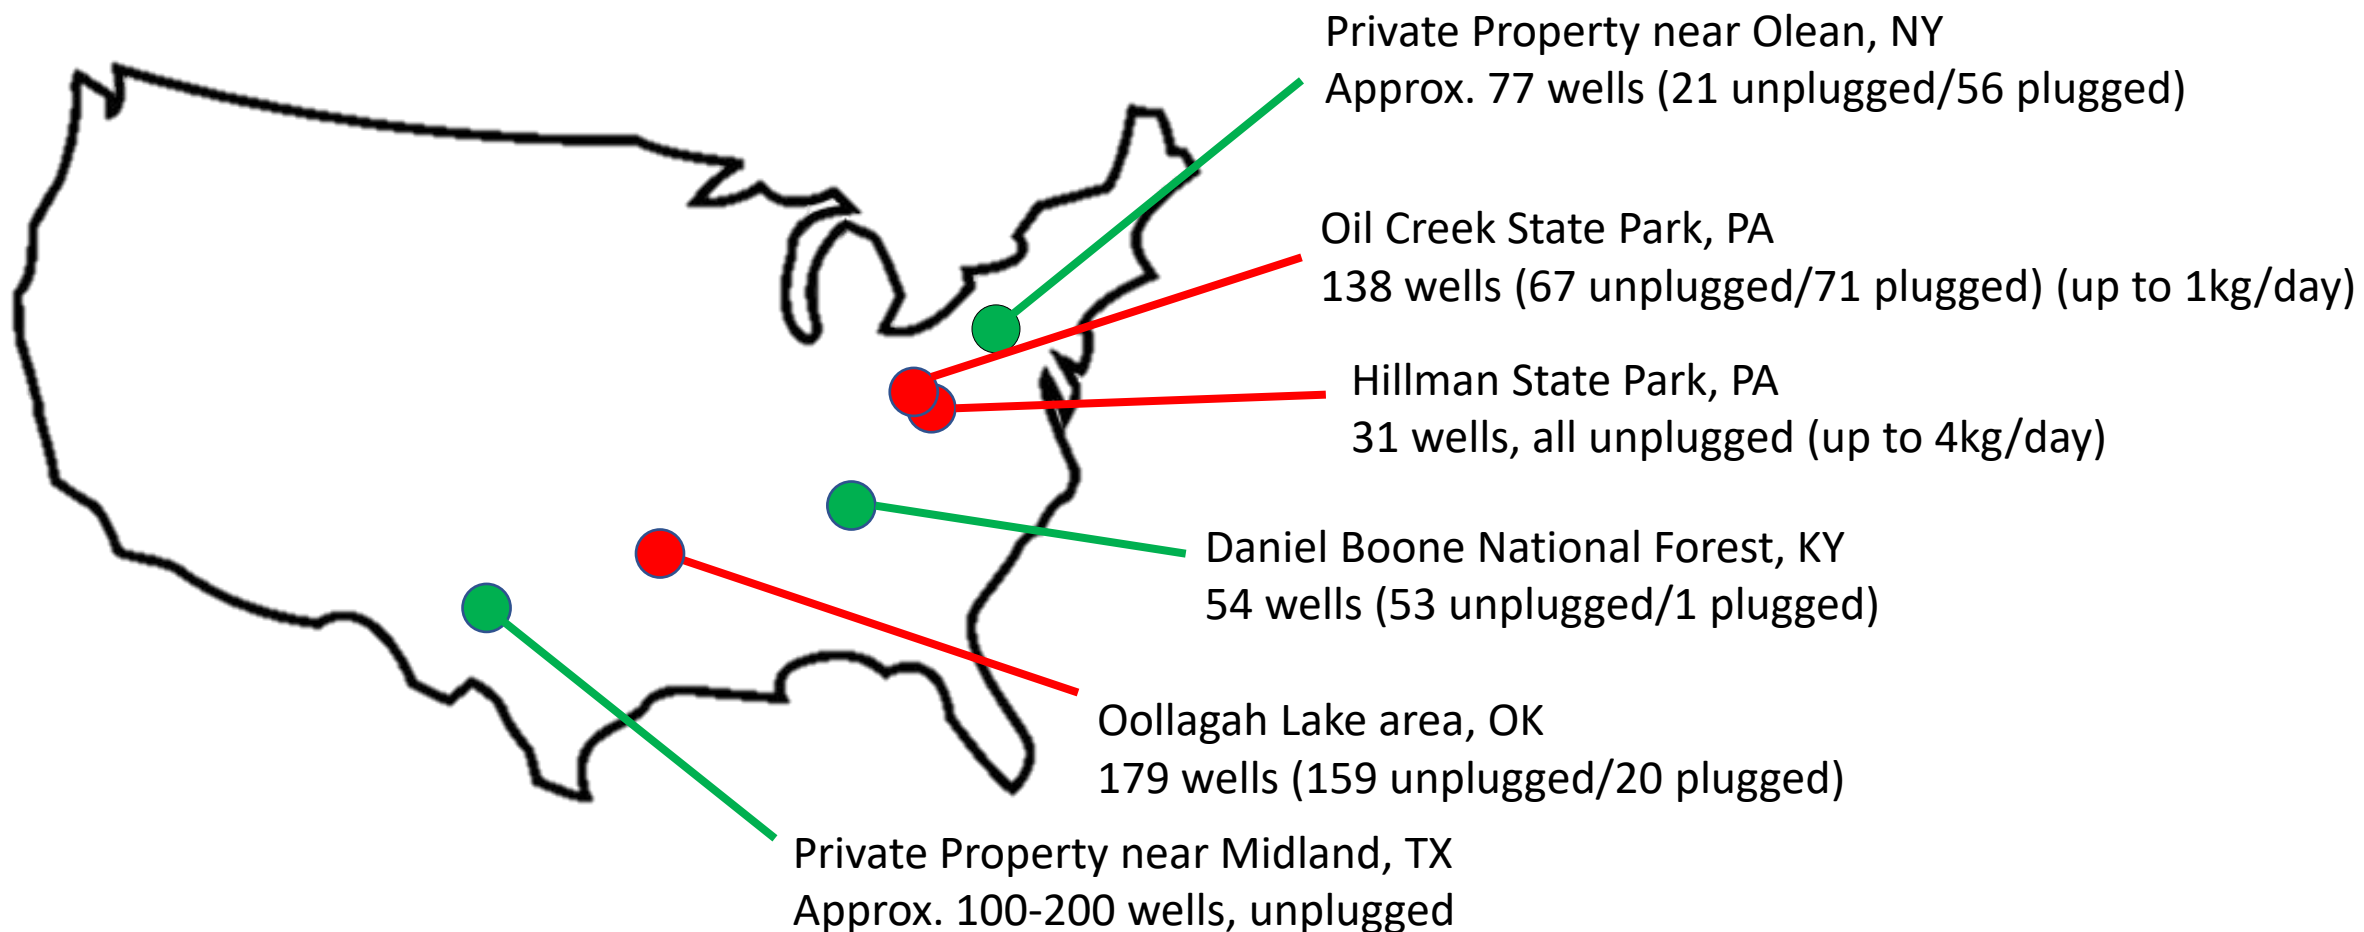 Private Property near Olean, NY
Approx. 77 wells (21 unplugged/56 plugged)
Oil Creek State Park, PA
138 wells (67 unplugged/71 plugged) (up to 1kg/day)
Hillman State Park, PA
31 wells, all unplugged (up to 4kg/day)
Daniel Boone National Forest, KY
54 wells (53 unplugged/1 plugged)
Oollagah Lake area, OK
179 wells (159 unplugged/20 plugged)
Private Property near Midland, TX
Approx. 100-200 wells, unplugged